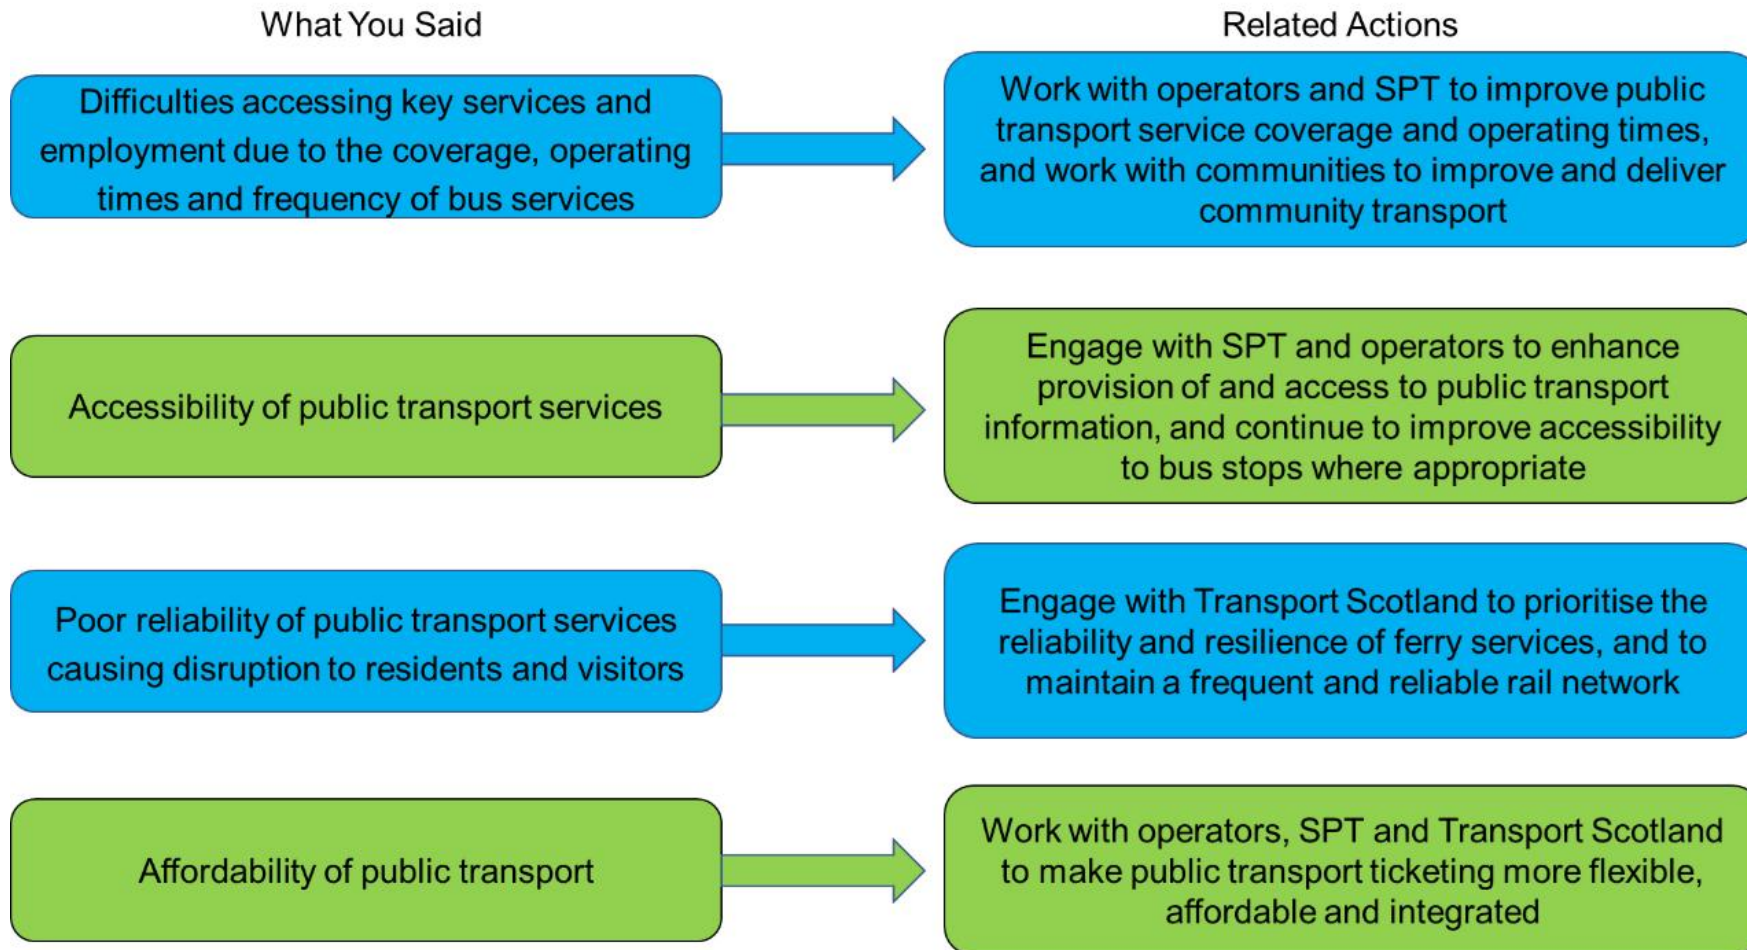 What You Said
Related Actions
Difficulties accessing key services and
employment due to the coverage, operating
times and frequency of bus services
Work with operators and SPT to improve public
transport service coverage and operating times,
and work with communities to improve and deliver
community transport
Accessibility of public transport services
Engage with SPT and operators to enhance
provision of and access to public transport
information, and continue to improve accessibility
to bus stops where appropriate
Poor reliability of public transport services
causing disruption to residents and visitors
Engage with Transport Scotland to prioritise the
reliability and resilience of ferry services, and to
maintain a frequent and reliable rail network
Affordability of public transport
Work with operators, SPT and Transport Scotland
to make public transport ticketing more flexible,
affordable and integrated